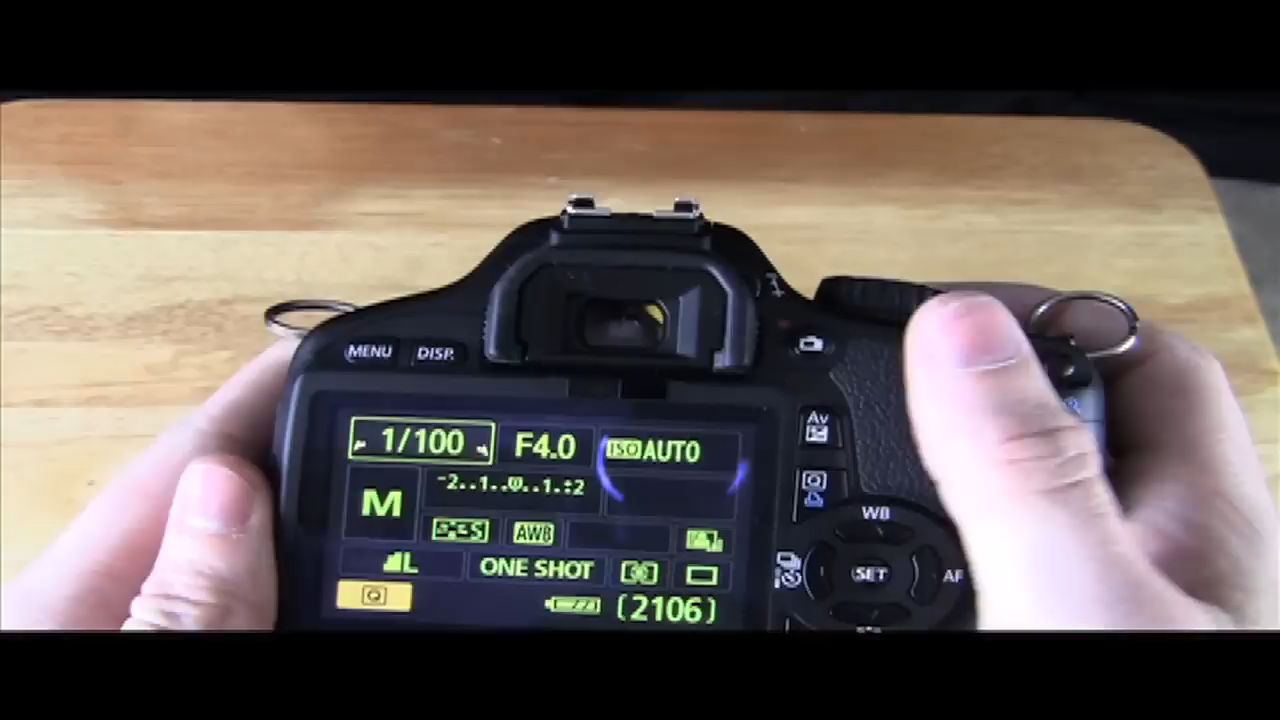 MENU DISP.
1/100 F4.0 ISO AUTO
-2..1..0..1.:2
M
S AWB
L ONE SHOT
Q [2106]
Av
Q
WB
SET AF